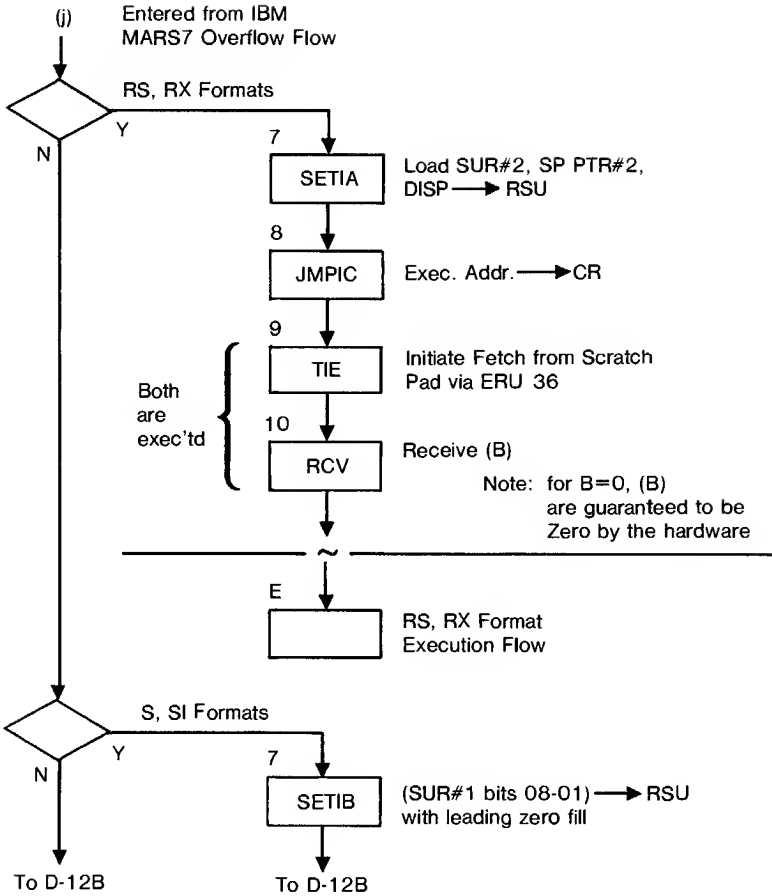 (j)
Entered from IBM
MARS7 Overflow Flow
RS, RX Formats
Y
N
7
SETIA
Load SUR#2, SP PTR#2,
DISP → RSU
8
JMPIC
Exec. Addr. → CR
9
TIE
Initiate Fetch from Scratch
Pad via ERU 36
Both
are
exec'td
10
RCV
Receive (B)
Note: for B=0, (B)
are guaranteed to be
Zero by the hardware
~
E
RS, RX Format
Execution Flow
S, SI Formats
Y
N
7
SETIB
(SUR#1 bits 08-01) → RSU
with leading zero fill
To D-12B
To D-12B